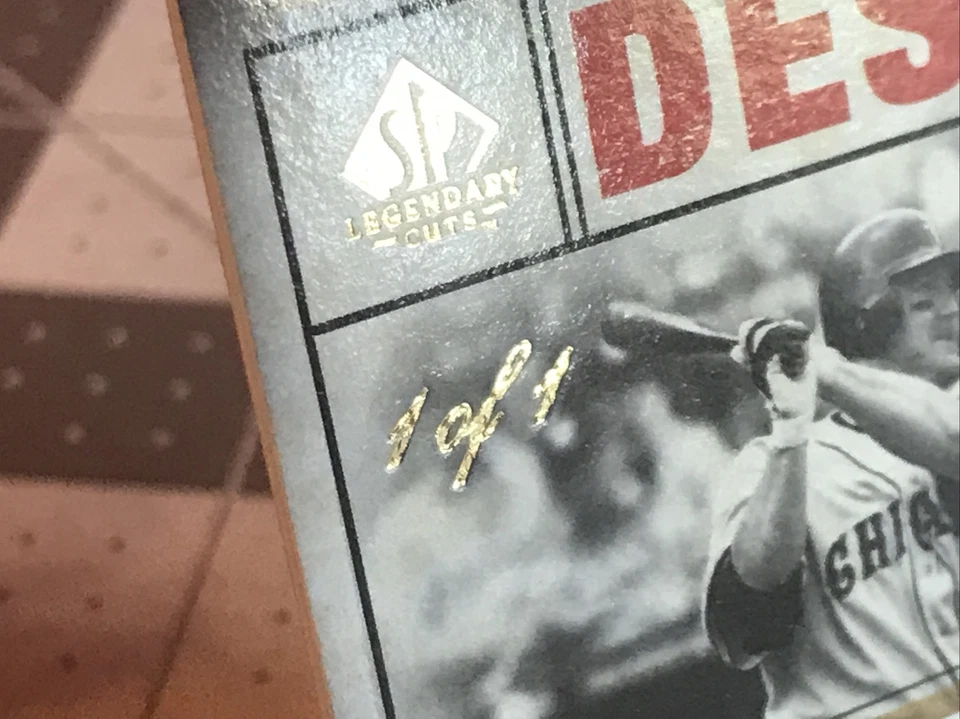 DES
SP
LEGENDARY
CUTS
1 of 1
CHIC